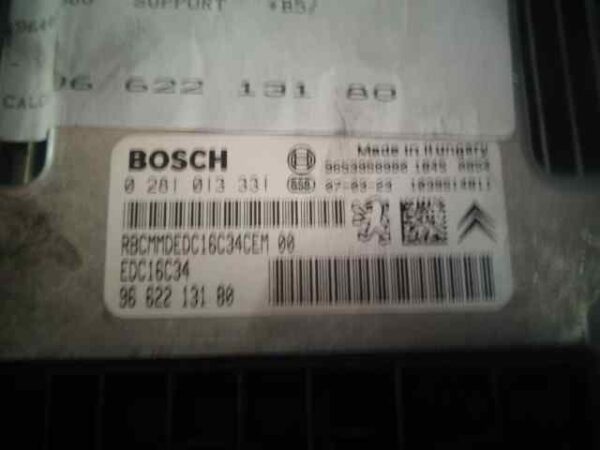 SUPPORT
96 622 131 80
BOSCH
Made in Hungary
0 281 013 331
RBCMMDEDC16C34CEM 00
EDC16C34
96 622 131 80